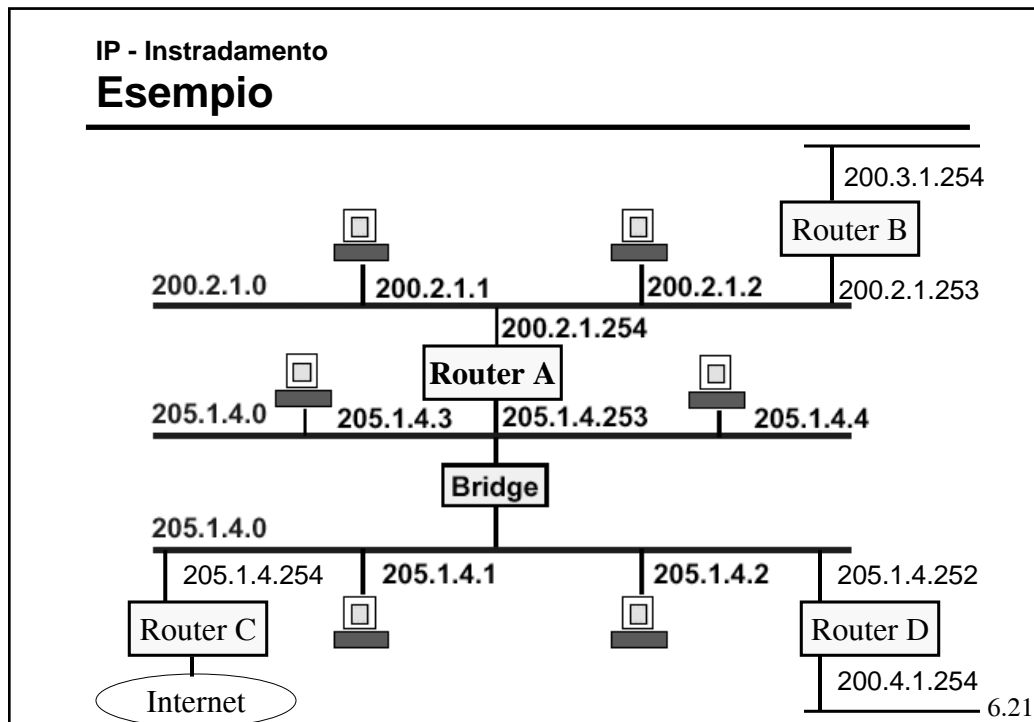 IP - Instradamento
Esempio
200.3.1.254
Router B
200.2.1.0
200.2.1.1
200.2.1.2
200.2.1.253
200.2.1.254
Router A
205.1.4.0
205.1.4.3
205.1.4.253
205.1.4.4
Bridge
205.1.4.0
205.1.4.254
205.1.4.1
205.1.4.2
205.1.4.252
Router C
Router D
200.4.1.254
Internet
6.21